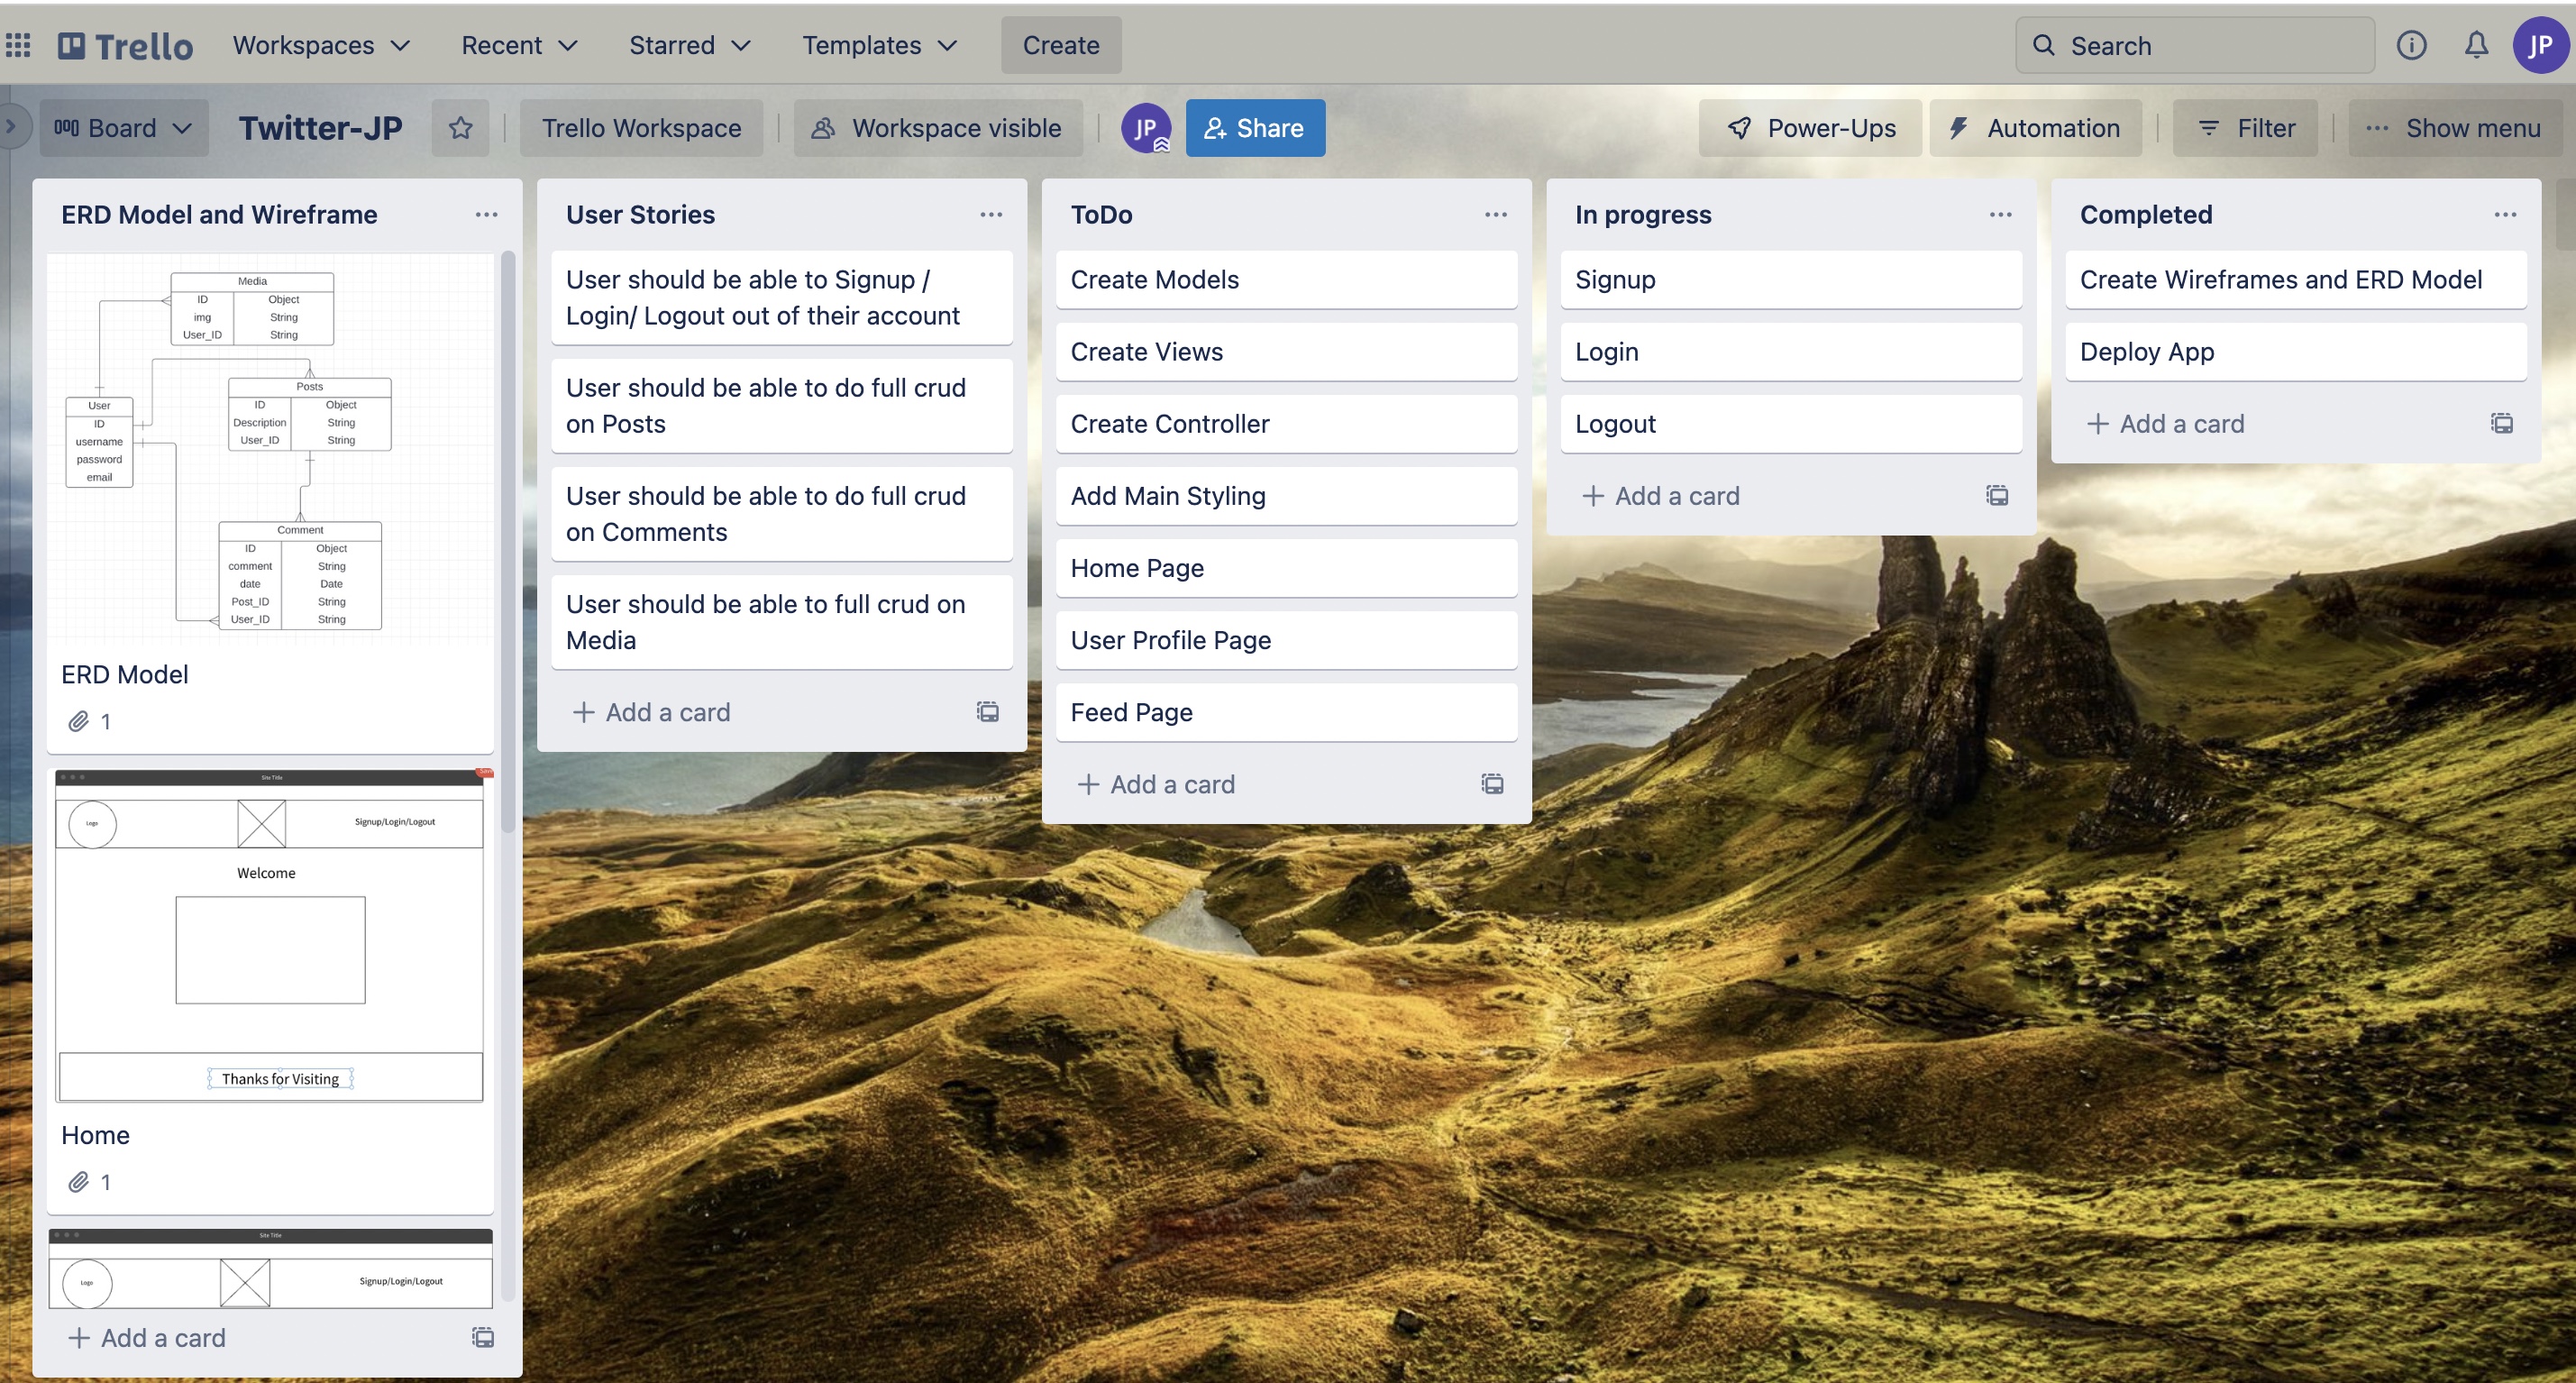 Trello
Workspaces
Recent
Starred
Templates
Create
Search
JP
Board
Twitter-JP
Trello Workspace
Workspace visible
JP
Share
Power-Ups
Automation
Filter
Show menu
ERD Model and Wireframe
Media
ID Object
img String
User_ID String
Posts
ID Object
Description String
User_ID String
User
ID
username
password
email
Comment
ID Object
comment String
date Date
Post_ID String
User_ID String
ERD Model
1
Site Title
Logo
Signup/Login/Logout
Welcome
Thanks for Visiting
Home
1
Site Title
Logo
Signup/Login/Logout
+ Add a card
User Stories
User should be able to Signup /
Login/ Logout out of their account
User should be able to do full crud
on Posts
User should be able to do full crud
on Comments
User should be able to full crud on
Media
+ Add a card
ToDo
Create Models
Create Views
Create Controller
Add Main Styling
Home Page
User Profile Page
Feed Page
+ Add a card
In progress
Signup
Login
Logout
+ Add a card
Completed
Create Wireframes and ERD Model
Deploy App
+ Add a card